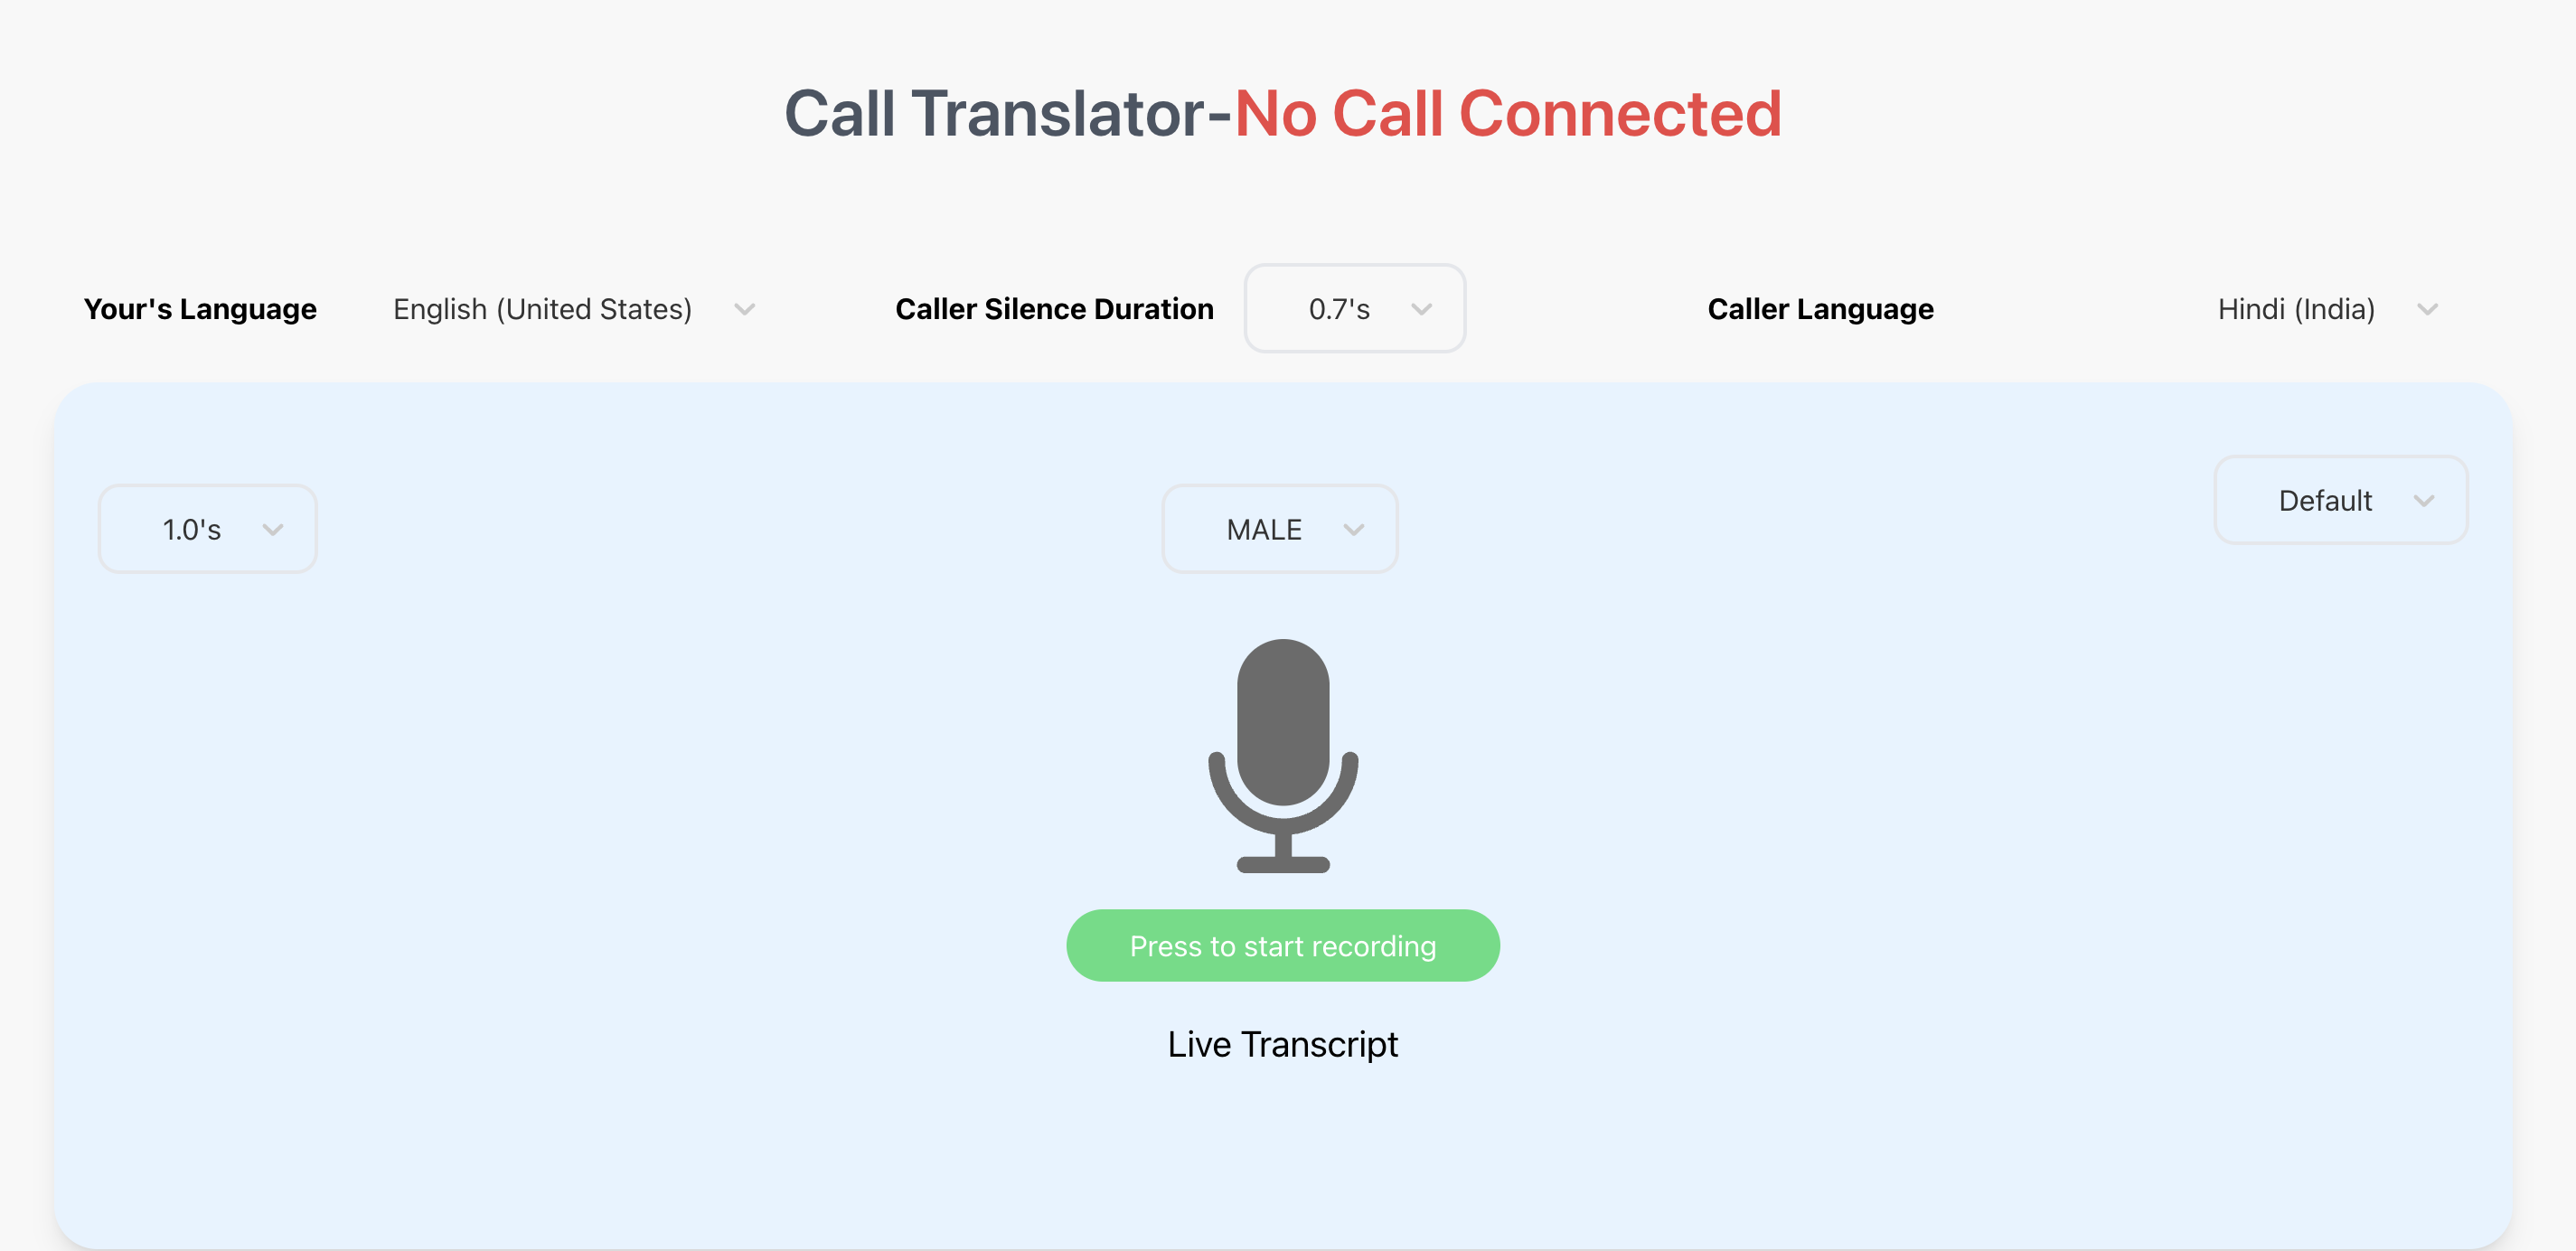 Call Translator-No Call Connected
Your's Language English (United States) Caller Silence Duration 0.7's Caller Language Hindi (India)
1.0's MALE Default
Press to start recording
Live Transcript